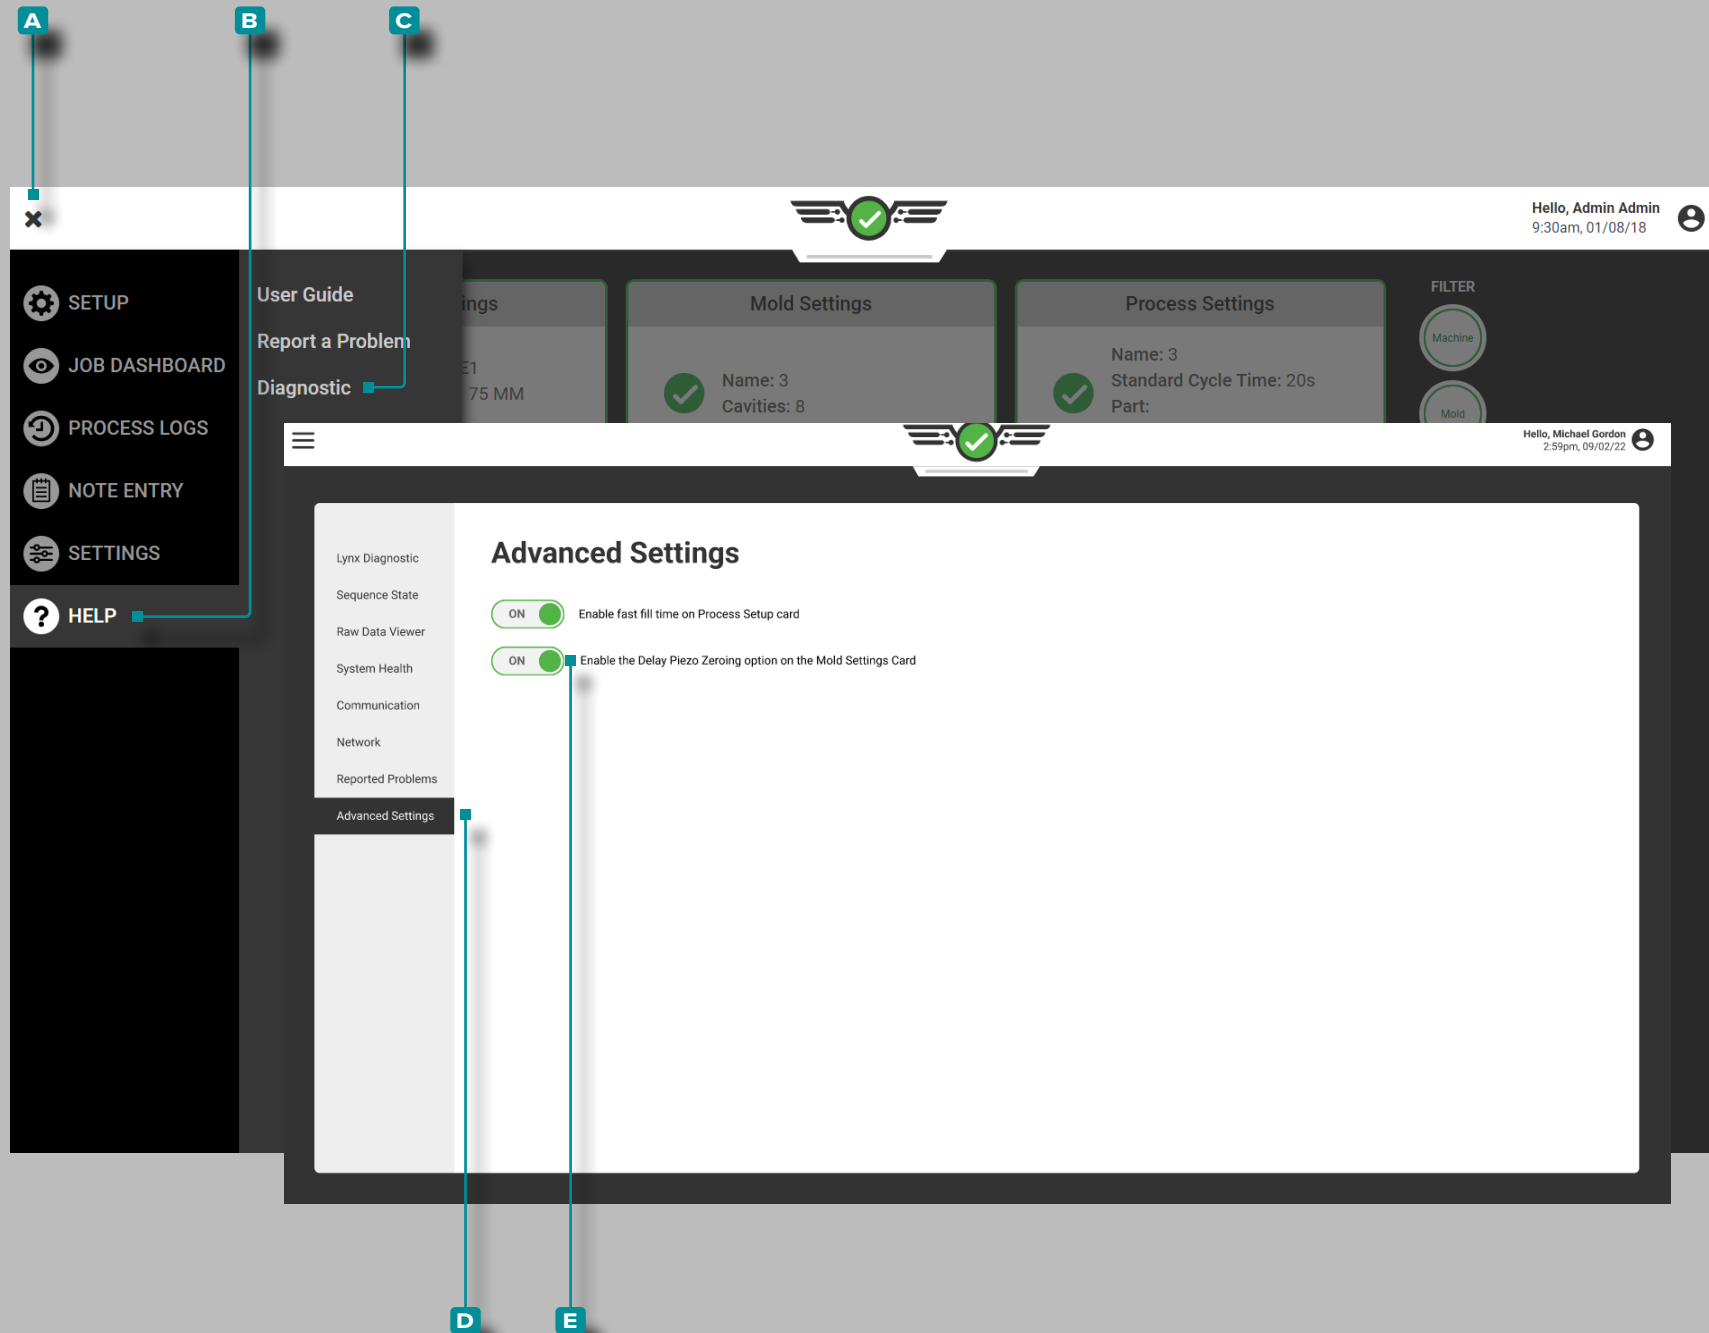 A
B
C
Hello, Admin Admin
9:30am, 01/08/18
SETUP
JOB DASHBOARD
PROCESS LOGS
NOTE ENTRY
SETTINGS
HELP
User Guide
Report a Problem
Diagnostic
ings
E1
75 MM
Mold Settings
Name: 3
Cavities: 8
Process Settings
Name: 3
Standard Cycle Time: 20s
Part:
FILTER
Machine
Mold
Hello, Michael Gordon
2:59pm, 09/02/22
Lynx Diagnostic
Sequence State
Raw Data Viewer
System Health
Communication
Network
Reported Problems
Advanced Settings
Advanced Settings
ON Enable fast fill time on Process Setup card
ON Enable the Delay Piezo Zeroing option on the Mold Settings Card
D
E